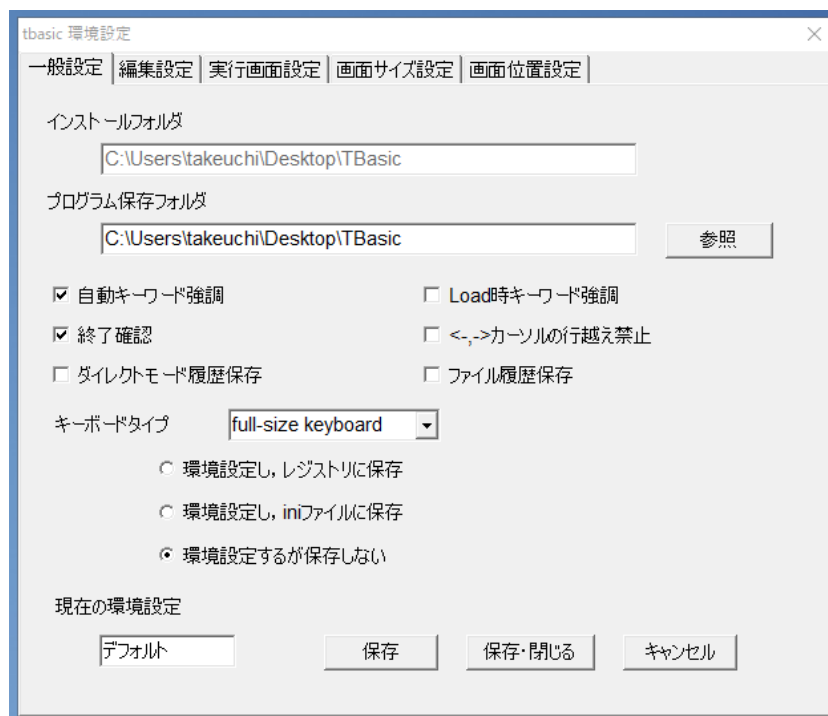 tbasic 環境設定
一般設定 編集設定 実行画面設定 画面サイズ設定 画面位置設定
インストールフォルダ
C:\Users\takeuchi\Desktop\TBasic
プログラム保存フォルダ
C:\Users\takeuchi\Desktop\TBasic 参照
自動キーワード強調 Load時キーワード強調
終了確認 <-,->カーソルの行越え禁止
ダイレクトモード履歴保存 ファイル履歴保存
キーボードタイプ full-size keyboard
環境設定し，レジストリに保存
環境設定し，iniファイルに保存
環境設定するが保存しない
現在の環境設定
デフォルト 保存 保存・閉じる キャンセル